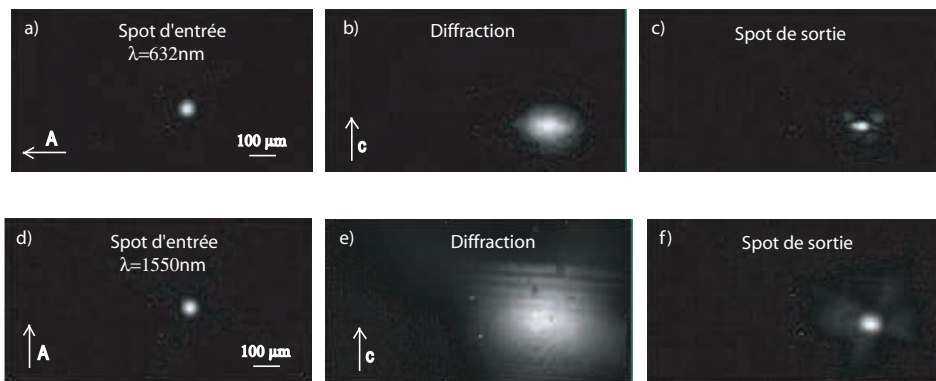 a)
Spot d'entrée
λ=632nm
A
100 µm
b)
Diffraction
c
c)
Spot de sortie
d)
Spot d'entrée
λ=1550nm
A
100 µm
e)
Diffraction
c
f)
Spot de sortie